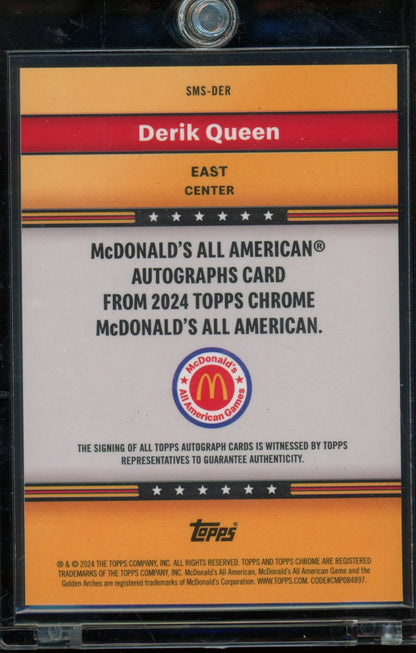 SMS-DER
Derik Queen
EAST
CENTER
McDONALD'S ALL AMERICAN®
AUTOGRAPHS CARD
FROM 2024 TOPPS CHROME
McDONALD'S ALL AMERICAN.
McDonald's
All American Games
THE SIGNING OF ALL TOPPS AUTOGRAPH CARDS IS WITNESSED BY TOPPS
REPRESENTATIVES TO GUARANTEE AUTHENTICITY.
Topps®
® & © 2024 THE TOPPS COMPANY, INC. ALL RIGHTS RESERVED. TOPPS AND TOPPS CHROME ARE REGISTERED
TRADEMARKS OF THE TOPPS COMPANY, INC. McDonald's All American, McDonald's All American Game and the
Golden Arches are registered trademarks of McDonald's Corporation. WWW.TOPPS.COM. CODE#CMP084897.